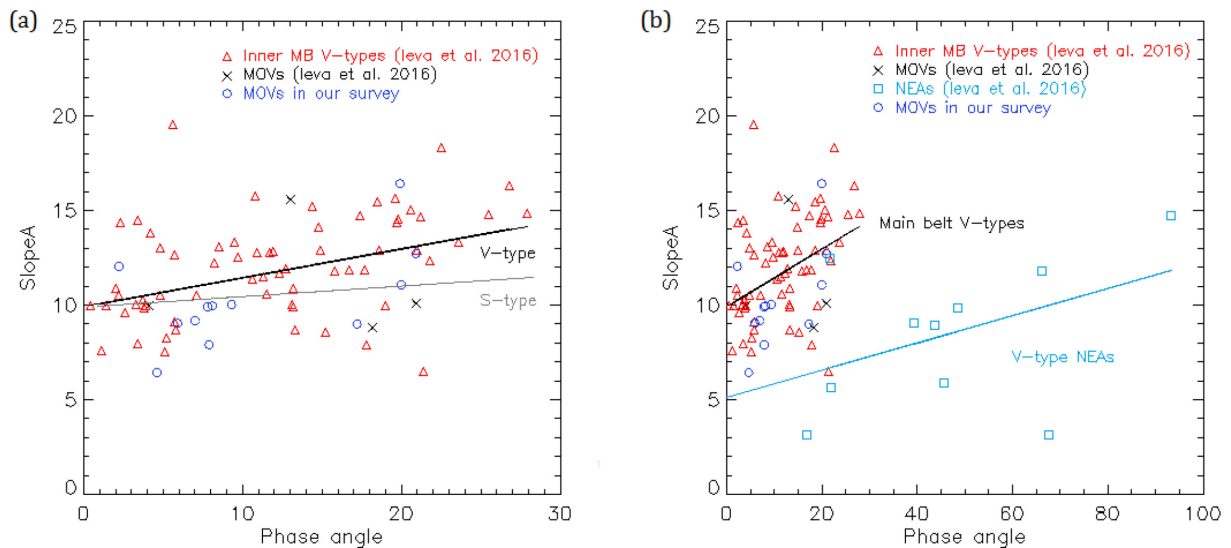 (a)
25
20
15
10
5
0
SlopeA
Inner MB V-types (Ieva et al. 2016)
MOVs (Ieva et al. 2016)
MOVs in our survey
V-type
S-type
0 10 20 30
Phase angle
(b)
25
20
15
10
5
0
SlopeA
Inner MB V-types (Ieva et al. 2016)
MOVs (Ieva et al. 2016)
NEAs (Ieva et al. 2016)
MOVs in our survey
Main belt V-types
V-type NEAs
0 20 40 60 80 100
Phase angle